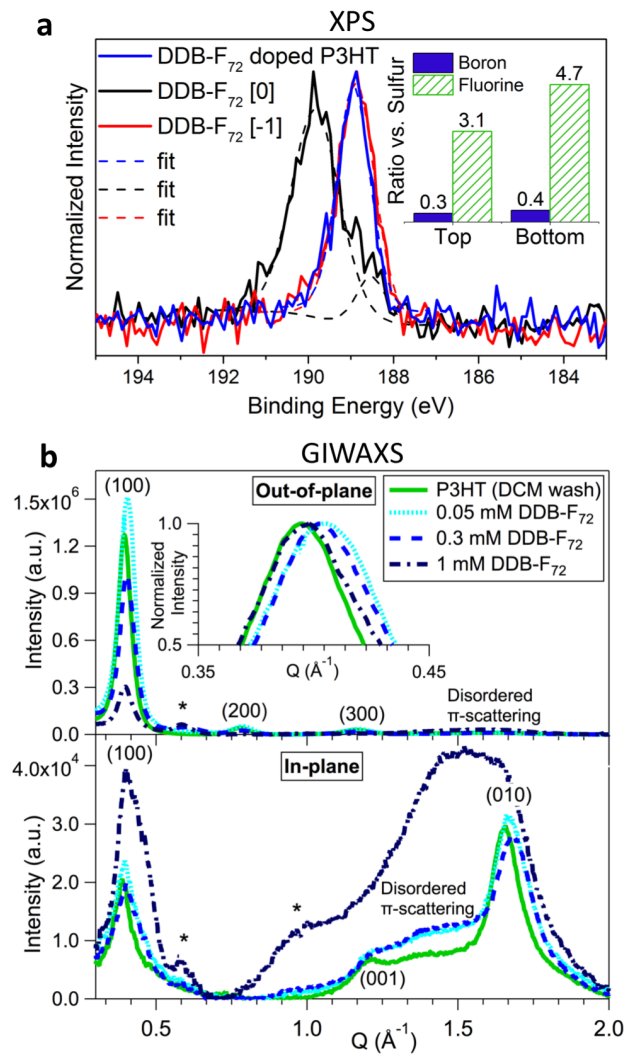 XPS
a
DDB-F72 doped P3HT
DDB-F72 [0]
DDB-F72 [-1]
fit
fit
fit
Normalized Intensity
Boron
Fluorine
Ratio vs. Sulfur
0.3
3.1
0.4
4.7
Top Bottom
194 192 190 188 186 184
Binding Energy (eV)
GIWAXS
b
(100)
Out-of-plane
P3HT (DCM wash)
0.05 mM DDB-F72
0.3 mM DDB-F72
1 mM DDB-F72
1.5x10⁶
1.2
0.9
0.6
0.3
0.0
Intensity (a.u.)
Normalized
Intensity
1.0
0.5
0.35 0.45
Q (Å⁻¹)
*
(200)
(300)
Disordered
π-scattering
(100)
In-plane
4.0x10⁴
3.0
2.0
1.0
0.0
Intensity (a.u.)
*
*
(001)
Disordered
π-scattering
(010)
0.5 1.0 1.5 2.0
Q (Å⁻¹)